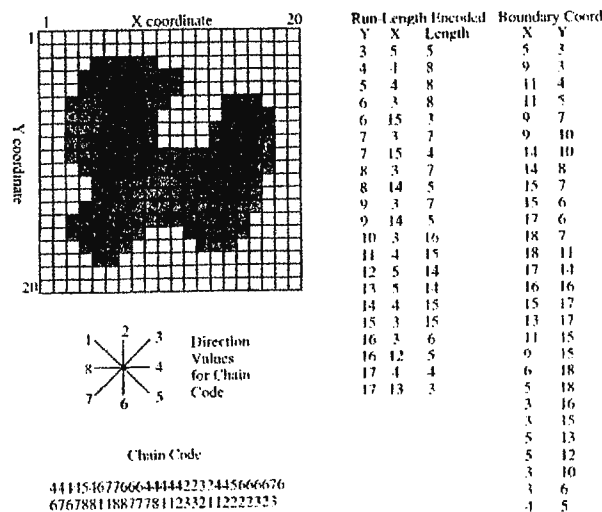 1 X coordinate 20
1
Y coordinate
20
1 2 3
8 4
7 6 5
Direction
Values
for Chain
Code
Chain Code
67678811887778112332112222323
Run-Length Encoded
Y X Length
3 5 5
4 4 8
5 4 8
6 3 8
6 15 3
7 3 7
7 15 4
8 3 7
8 14 5
9 3 7
9 14 5
10 3 16
11 4 15
12 5 14
13 5 14
14 4 15
15 3 15
16 3 6
16 12 5
17 4 4
17 13 3
Boundary Coord
X Y
5 3
9 3
11 4
11 5
9 7
9 10
14 10
14 8
15 7
15 6
17 6
18 7
18 11
17 14
16 16
15 17
13 17
11 15
9 15
6 18
5 18
3 16
3 15
5 13
5 12
3 10
3 6
4 5